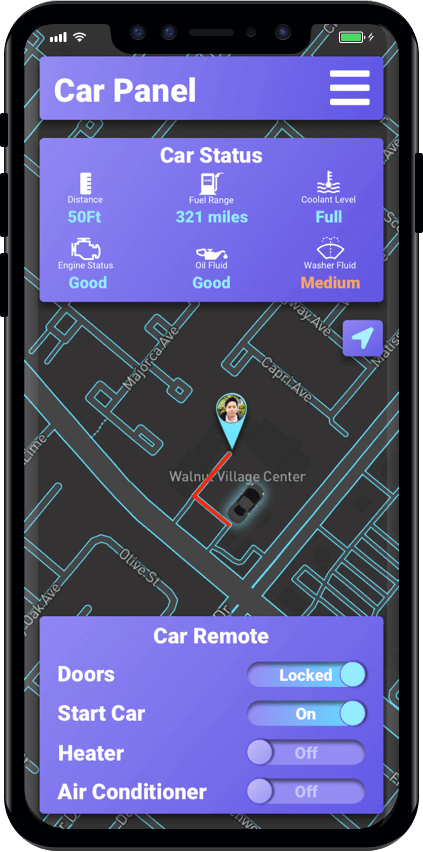 Car Panel
Car Status
Distance
Fuel Range
Coolant Level
50Ft
321 miles
Full
Engine Status
Oil Fluid
Washer Fluid
Good
Good
Medium
Majorca Ave
Capri Ave
Lime
Walnut Village Center
Olive St.
Oak Ave
Car Remote
Doors
Locked
Start Car
On
Heater
Off
Air Conditioner
Off